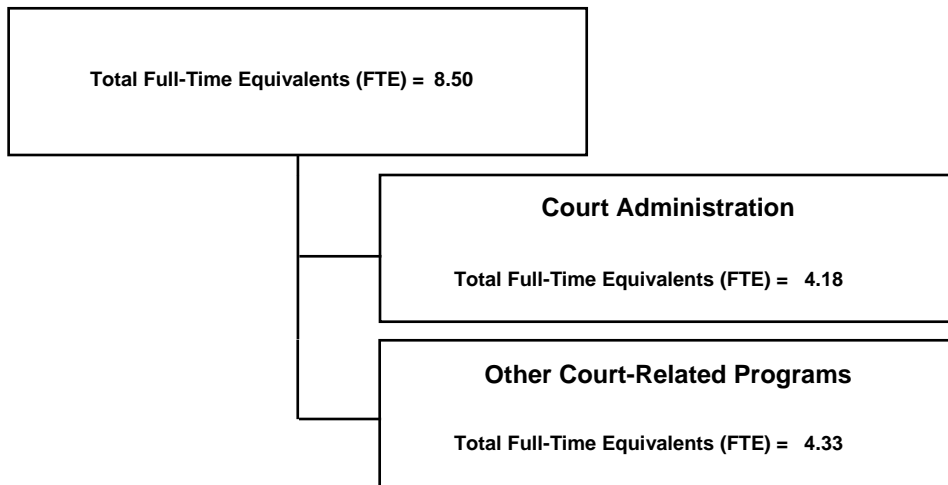 Total Full-Time Equivalents (FTE) = 8.50
Court Administration
Total Full-Time Equivalents (FTE) = 4.18
Other Court-Related Programs
Total Full-Time Equivalents (FTE) = 4.33